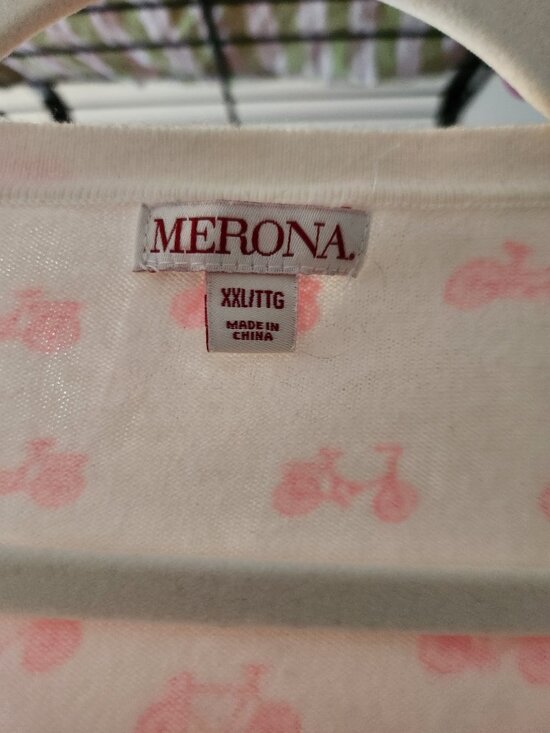 MERONA.
XXL/TTG
MADE IN
CHINA